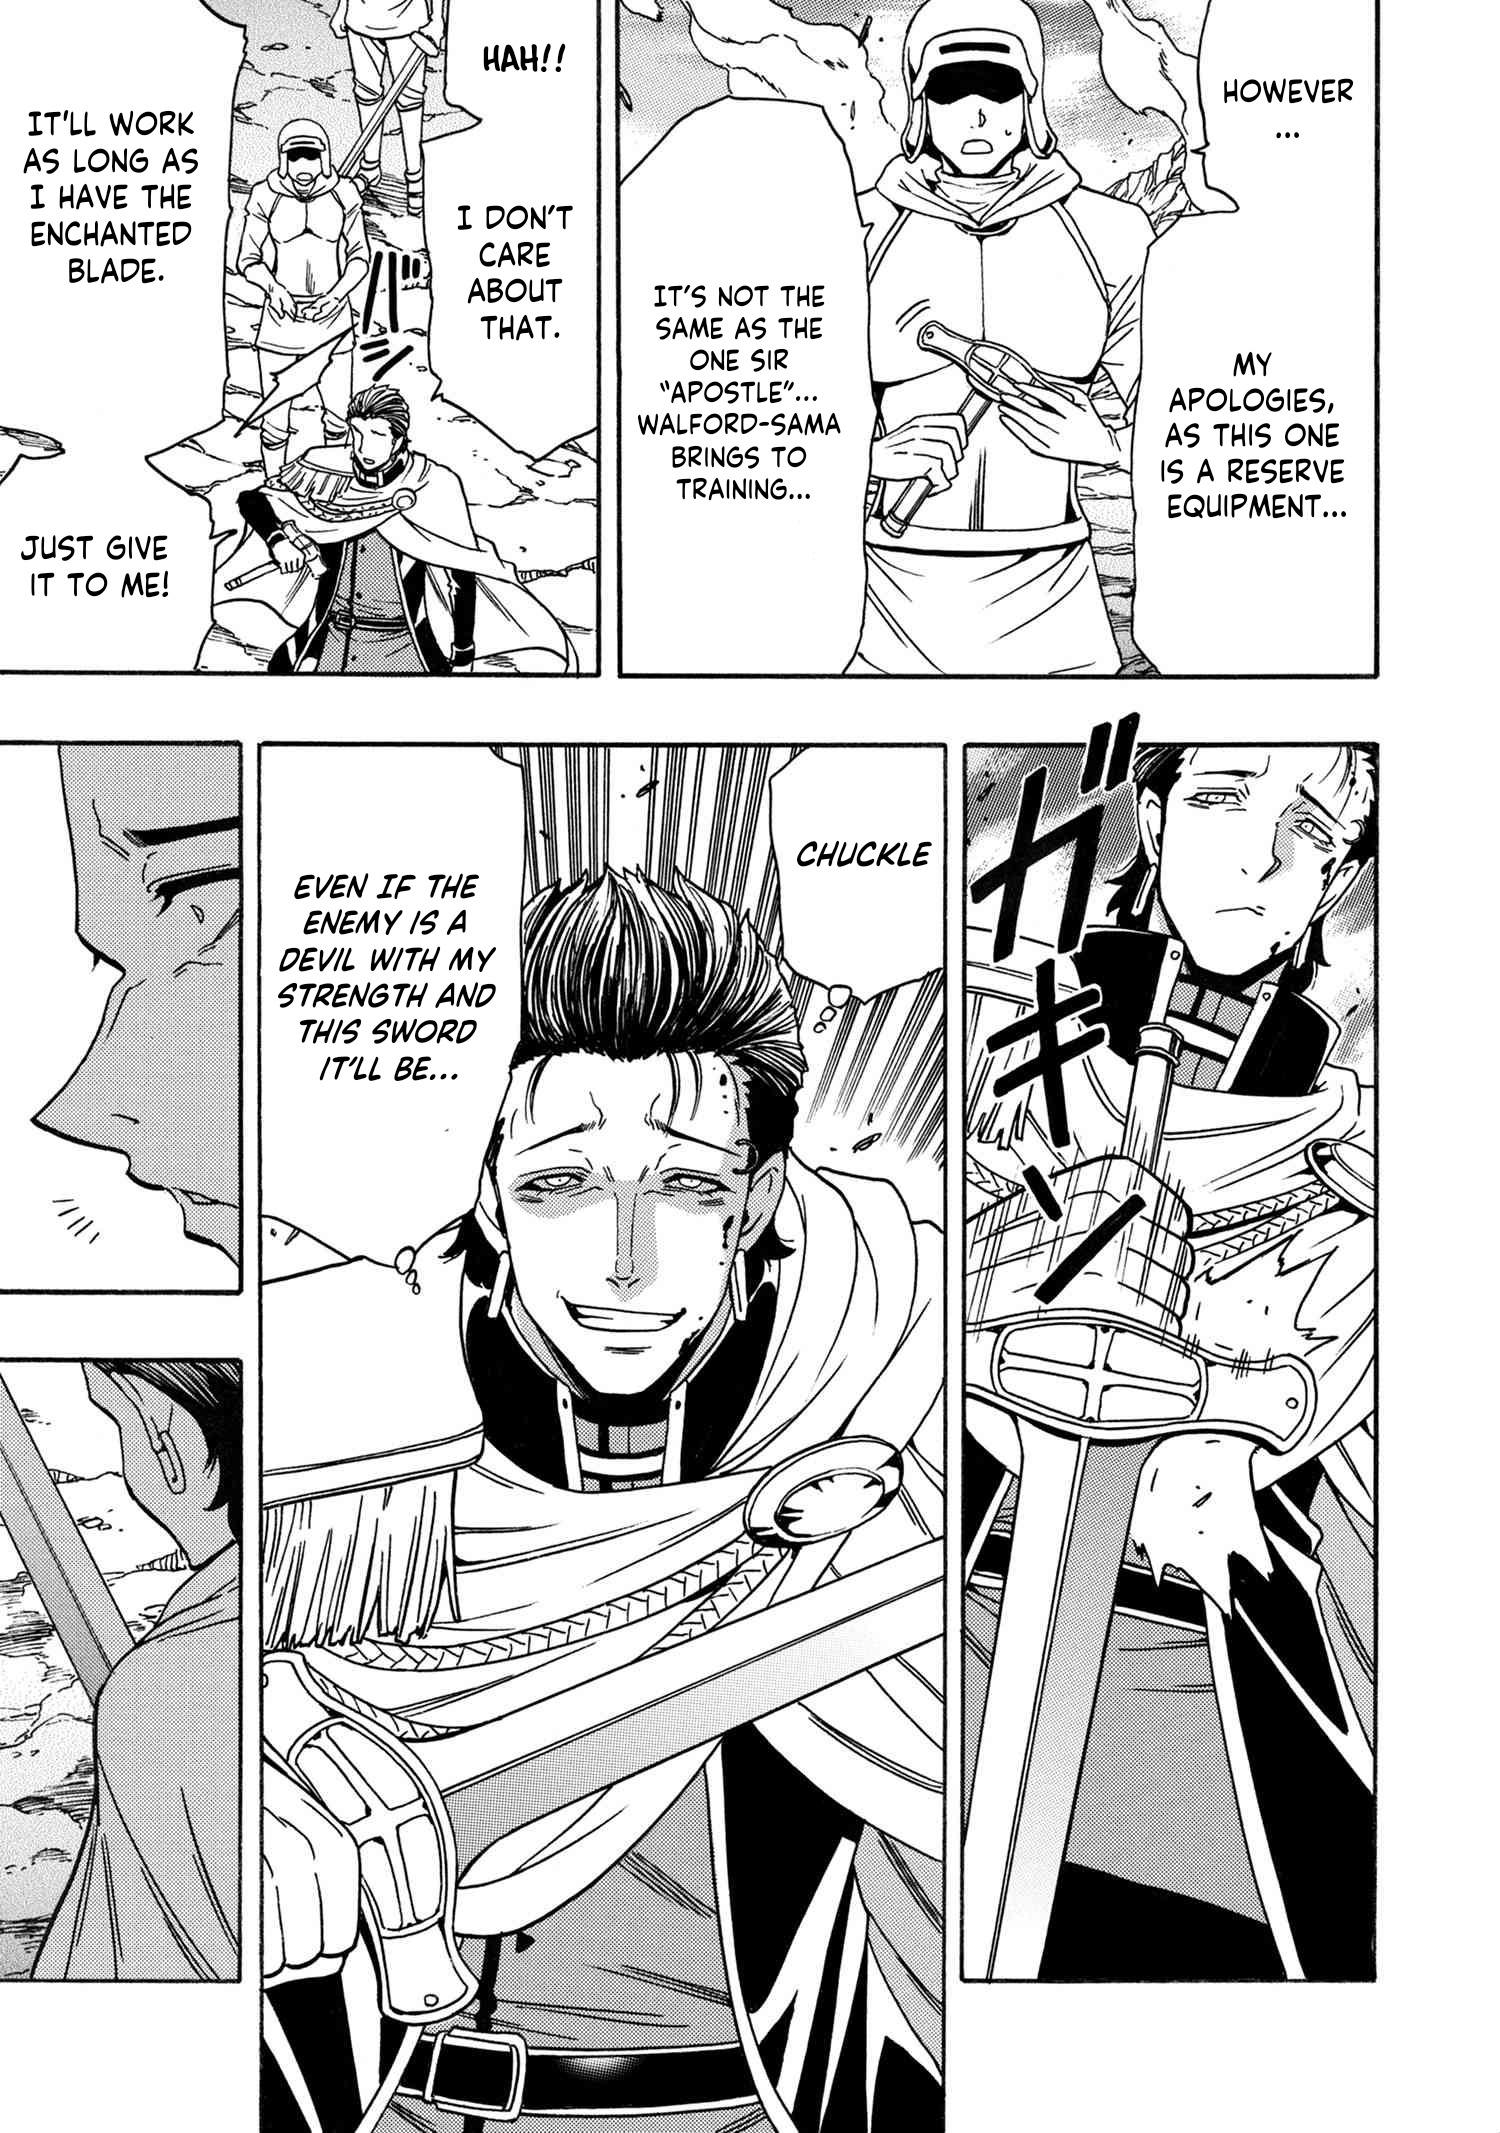 HOWEVER
...
MY
APOLOGIES,
AS THIS ONE
IS A RESERVE
EQUIPMENT...
IT'S NOT THE
SAME AS THE
ONE SIR
"APOSTLE"...
WALFORD-SAMA
BRINGS TO
TRAINING...
HAH!!
I DON'T
CARE
ABOUT
THAT.
バシ
IT'LL WORK
AS LONG AS
I HAVE THE
ENCHANTED
BLADE.
JUST GIVE
IT TO ME!
ガキン
CHUCKLE
EVEN IF THE
ENEMY IS A
DEVIL WITH MY
STRENGTH AND
THIS SWORD
IT'LL BE...